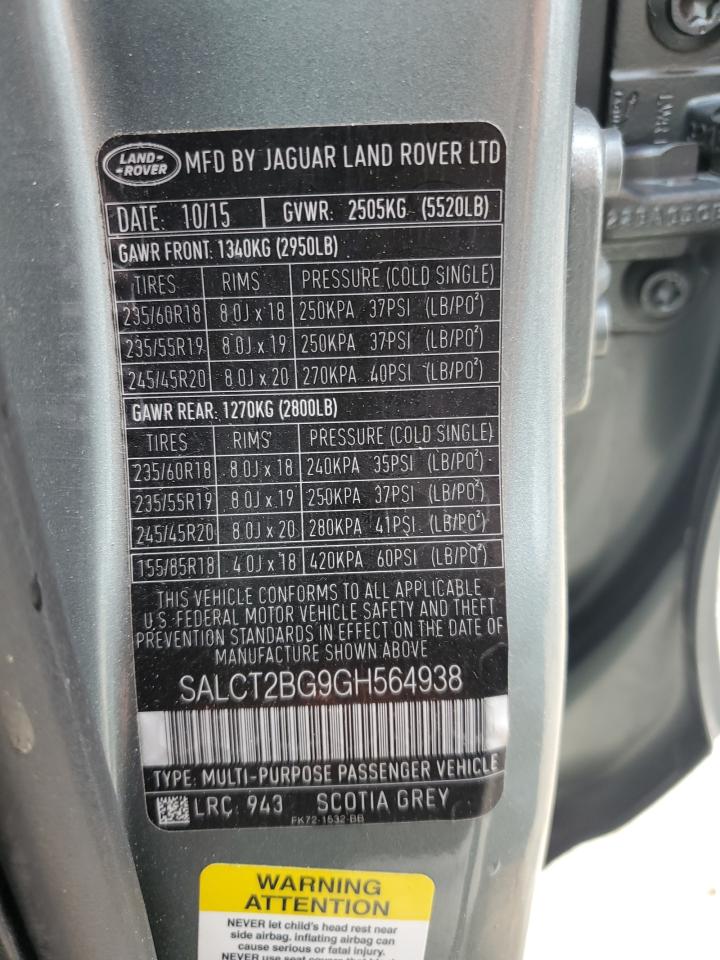 LAND-
-ROVER
MFD BY JAGUAR LAND ROVER LTD
DATE: 10/15 GVWR: 2505KG (5520LB)
GAWR FRONT: 1340KG (2950LB)
TIRES RIMS PRESSURE (COLD SINGLE)
235/60R18 8.0J x 18 250KPA 37PSI (LB/PO²)
235/55R19 8.0J x 19 250KPA 37PSI (LB/PO²)
245/45R20 8.0J x 20 270KPA 40PSI (LB/PO²)
GAWR REAR: 1270KG (2800LB)
TIRES RIMS PRESSURE (COLD SINGLE)
235/60R18 8.0J x 18 240KPA 35PSI (LB/PO²)
235/55R19 8.0J x 19 250KPA 37PSI (LB/PO²)
245/45R20 8.0J x 20 280KPA 41PSI (LB/PO²)
155/85R18 4.0J x 18 420KPA 60PSI (LB/PO²)
THIS VEHICLE CONFORMS TO ALL APPLICABLE
U.S. FEDERAL MOTOR VEHICLE SAFETY AND THEFT
PREVENTION STANDARDS IN EFFECT ON THE DATE OF
MANUFACTURE SHOWN ABOVE
SALCT2BG9GH564938
TYPE: MULTI-PURPOSE PASSENGER VEHICLE
LRC: 943 SCOTIA GREY
FK72-1532-BB
WARNING
ATTENTION
NEVER let child's head rest near
side airbag. inflating airbag can
cause serious or fatal injury.
NEVER use seat cover that block